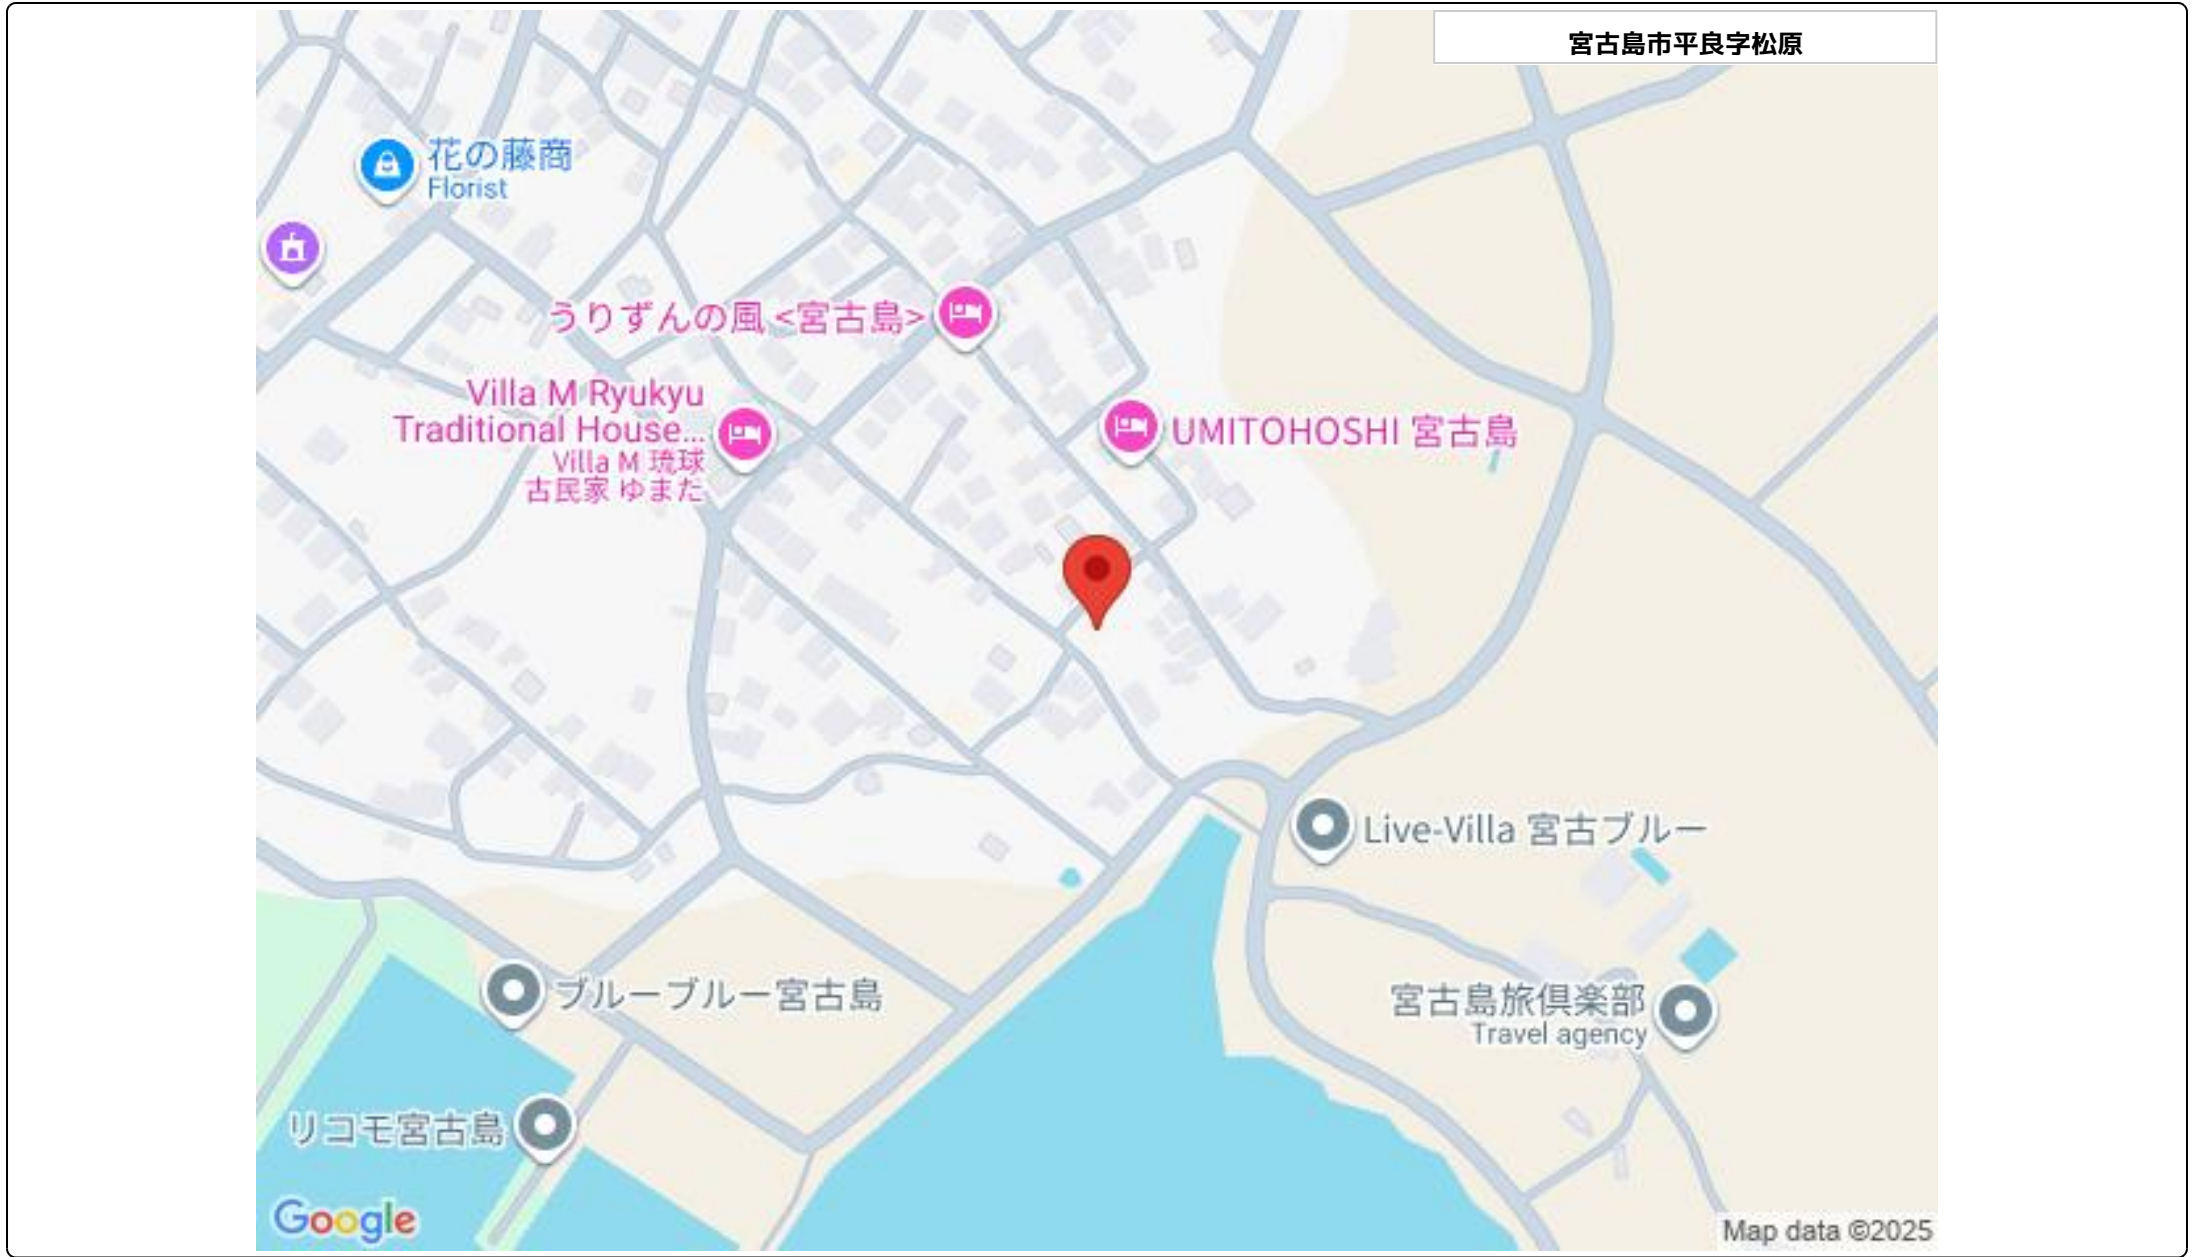 宮古島市平良字松原
花の藤商
Florist
うりずんの風 <宮古島>
Villa M Ryukyu
Traditional House...
Villa M 琉球
古民家 ゆまた
UMITOHOSHI 宮古島
Live-Villa 宮古ブルー
ブルーブルー宮古島
宮古島旅倶楽部
Travel agency
リコモ宮古島
Google
Map data ©2025